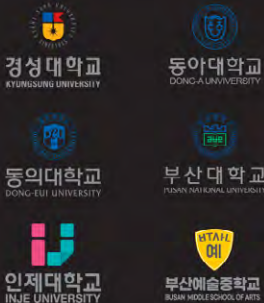 경성대학교
KYUNGSUNG UNIVERSITY
동아대학교
DONG-A UNVIVERSITY
동의대학교
DONG-EUI UNIVERSITY
부산대학교
PUSAN NATIONAL UNIVERSITY
인제대학교
INJE UNIVERSITY
예
부산예술중학교
BUSAN MIDDLE SCHOOL OF ARTS